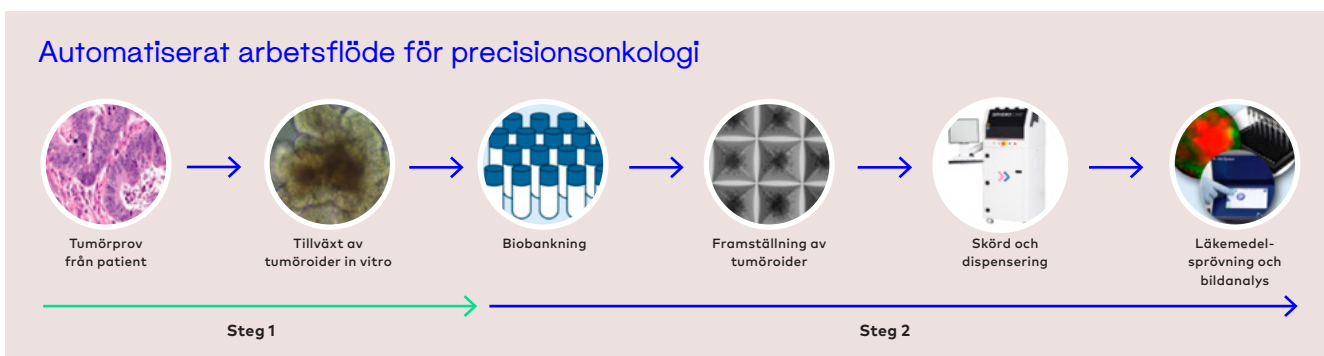 Automatiserat arbetsflöde för precisionsonkologi
Tumörprov
från patient
Tillväxt av
tumöroider in vitro
Biobankning
Framställning av
tumöroider
Skörd och
dispensering
Läkemedel-
sprövning och
bildanalys
Steg 1
Steg 2